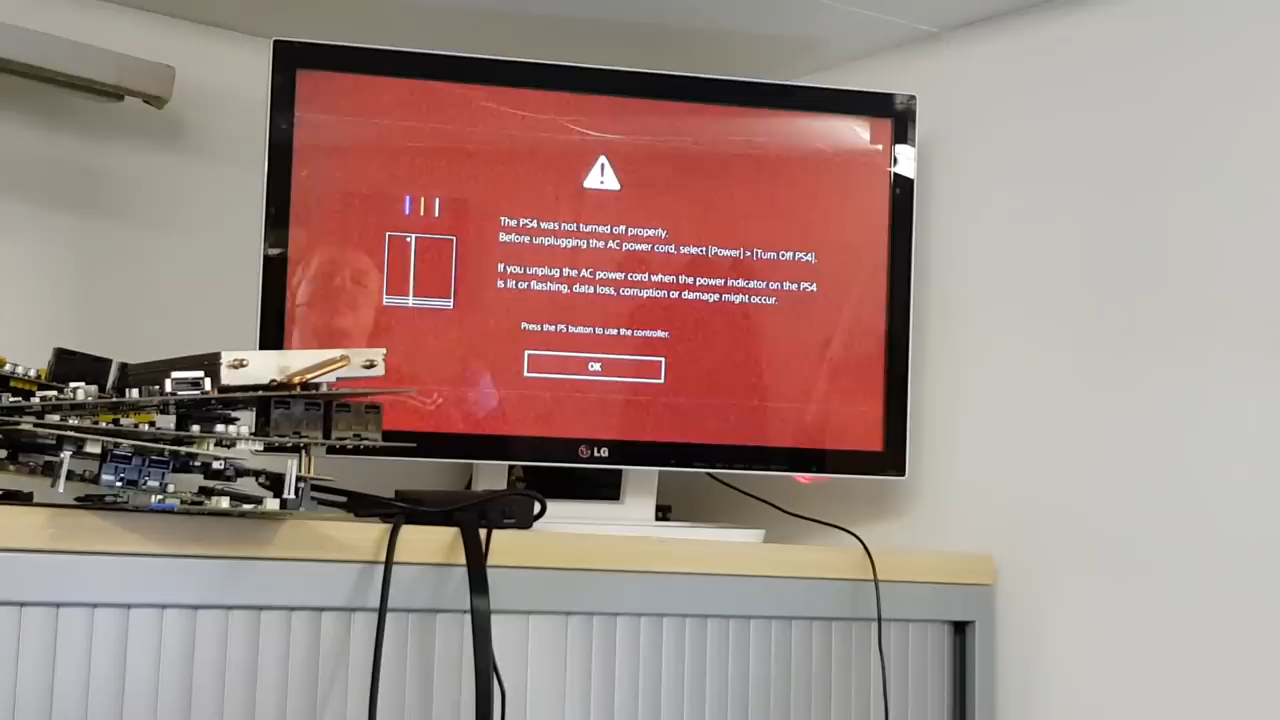 The PS4 was not turned off properly.
Before unplugging the AC power cord, select [Power] > [Turn Off PS4].
If you unplug the AC power cord when the power indicator on the PS4
is lit or flashing, data loss, corruption or damage might occur.
Press the PS button to use the controller.
OK
LG